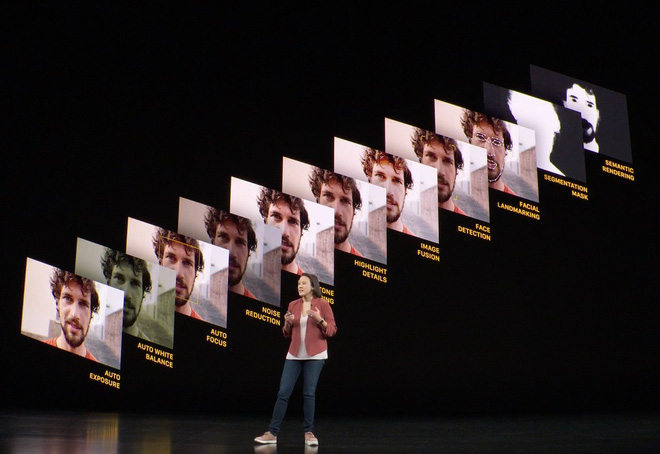 AUTO
EXPOSURE
AUTO WHITE
BALANCE
AUTO
FOCUS
NOISE
REDUCTION
TONE
HIGHLIGHT
DETAILS
IMAGE
FUSION
FACE
DETECTION
FACIAL
LANDMARKING
SEGMENTATION
MASK
SEMANTIC
RENDERING